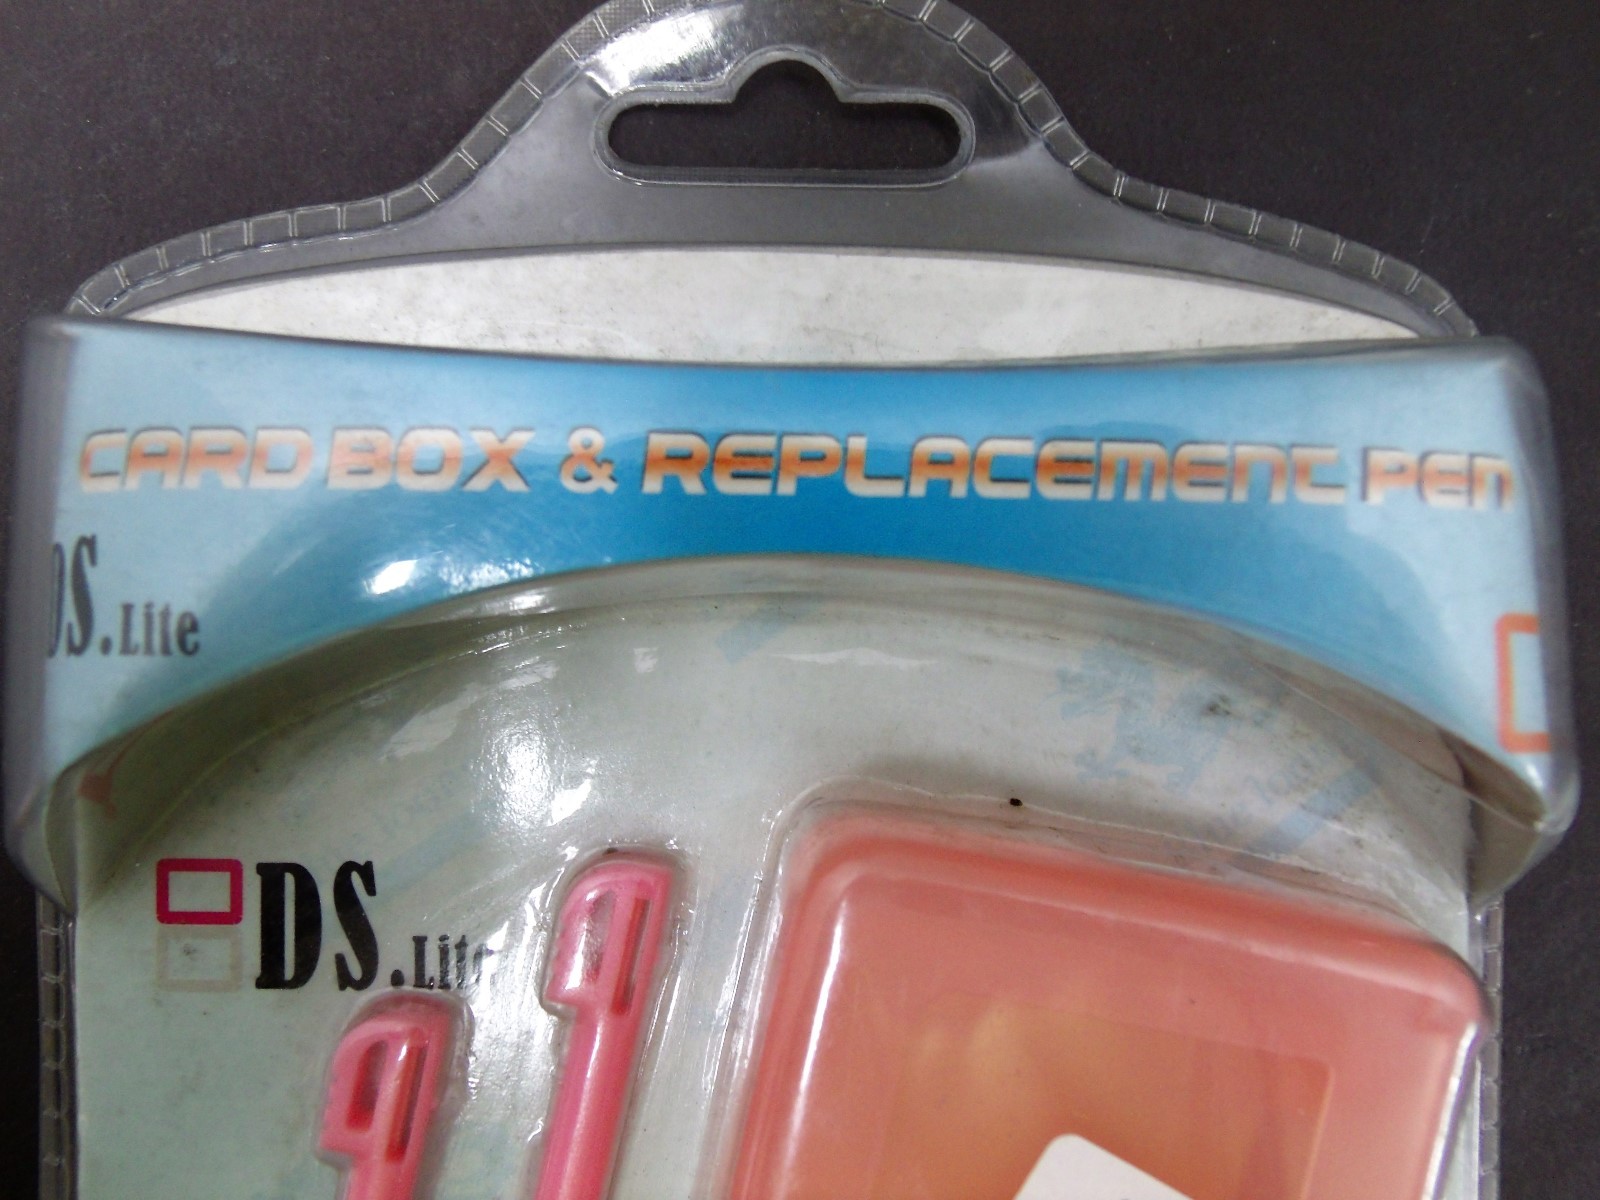 CARD BOX & REPLACEMENT PEN
DS.Lite
DS.Lite